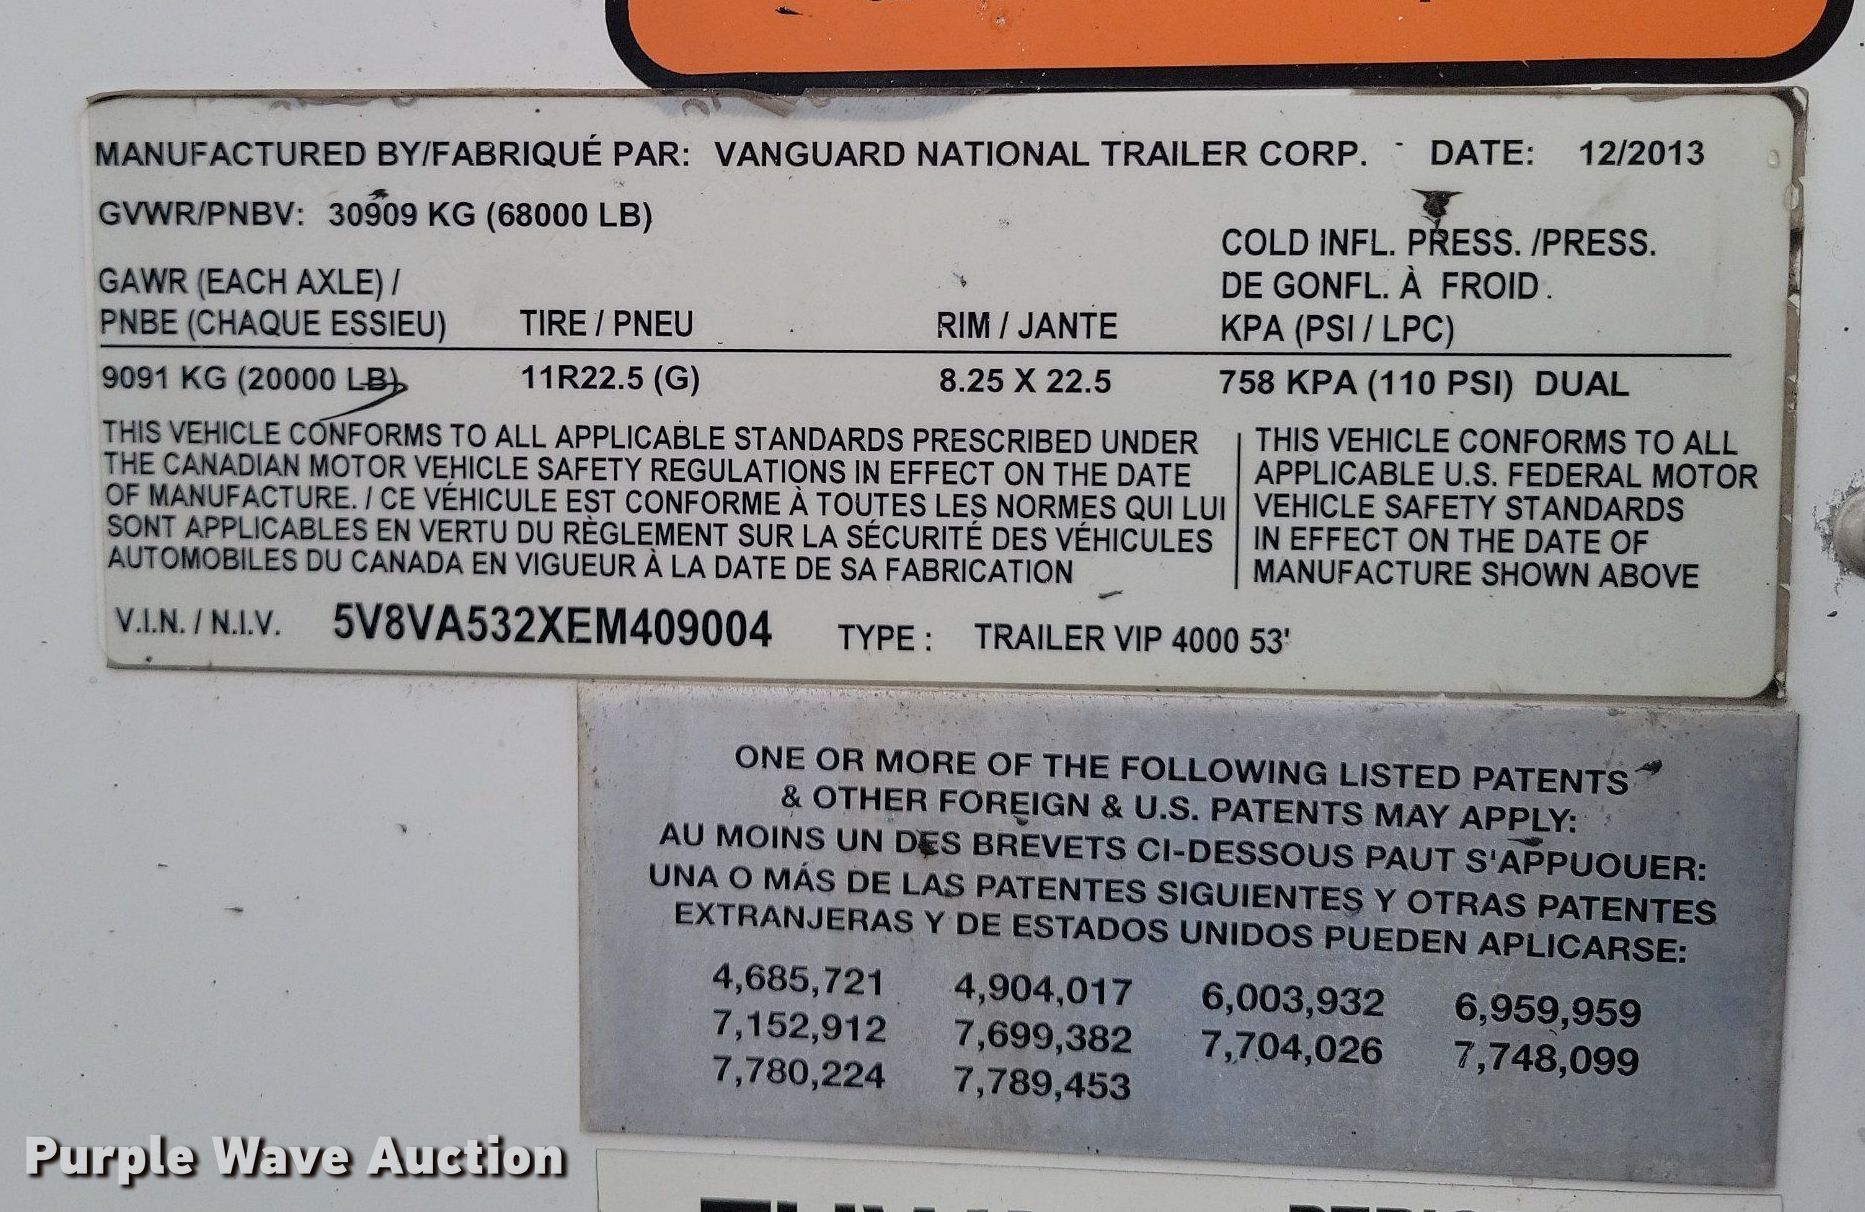 MANUFACTURED BY/FABRIQUÉ PAR: VANGUARD NATIONAL TRAILER CORP. DATE: 12/2013
GVWR/PNBV: 30909 KG (68000 LB)
GAWR (EACH AXLE) /
PNBE (CHAQUE ESSIEU)
TIRE / PNEU
RIM / JANTE
COLD INFL. PRESS. /PRESS.
DE GONFL. À FROID.
KPA (PSI / LPC)
9091 KG (20000 LB) 11R22.5 (G) 8.25 X 22.5 758 KPA (110 PSI) DUAL
THIS VEHICLE CONFORMS TO ALL APPLICABLE STANDARDS PRESCRIBED UNDER
THE CANADIAN MOTOR VEHICLE SAFETY REGULATIONS IN EFFECT ON THE DATE
OF MANUFACTURE. / CE VÉHICULE EST CONFORME À TOUTES LES NORMES QUI LUI
SONT APPLICABLES EN VERTU DU RÈGLEMENT SUR LA SÉCURITÉ DES VÉHICULES
AUTOMOBILES DU CANADA EN VIGUEUR À LA DATE DE SA FABRICATION
THIS VEHICLE CONFORMS TO ALL
APPLICABLE U.S. FEDERAL MOTOR
VEHICLE SAFETY STANDARDS
IN EFFECT ON THE DATE OF
MANUFACTURE SHOWN ABOVE
V.I.N. / N.I.V. 5V8VA532XEM409004 TYPE : TRAILER VIP 4000 53'
ONE OR MORE OF THE FOLLOWING LISTED PATENTS
& OTHER FOREIGN & U.S. PATENTS MAY APPLY:
AU MOINS UN DES BREVETS CI-DESSOUS PAUT S'APPUOUER:
UNA O MÁS DE LAS PATENTES SIGUIENTES Y OTRAS PATENTES
EXTRANJERAS Y DE ESTADOS UNIDOS PUEDEN APLICARSE:
4,685,721 4,904,017 6,003,932 6,959,959
7,152,912 7,699,382 7,704,026 7,748,099
7,780,224 7,789,453
Purple Wave Auction